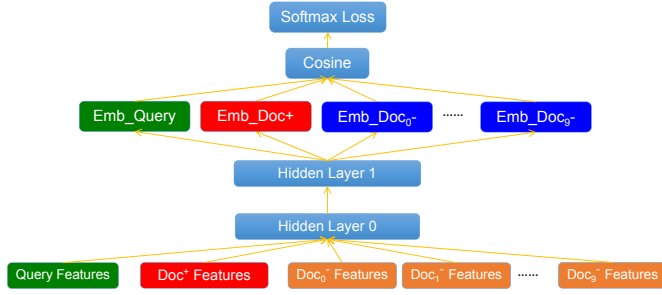 Softmax Loss
Cosine
Emb_Query Emb_Doc+ Emb_Doc₀- ...... Emb_Doc₉-
Hidden Layer 1
Hidden Layer 0
Query Features Doc⁺ Features Doc₀⁻ Features Doc₁⁻ Features ...... Doc₉⁻ Features